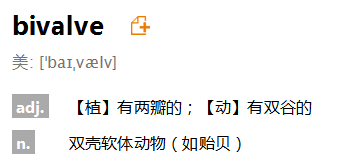 bivalve
美: ['baɪˌvælv]
adj. 【植】有两瓣的；【动】有双谷的
n. 双壳软体动物（如贻贝）